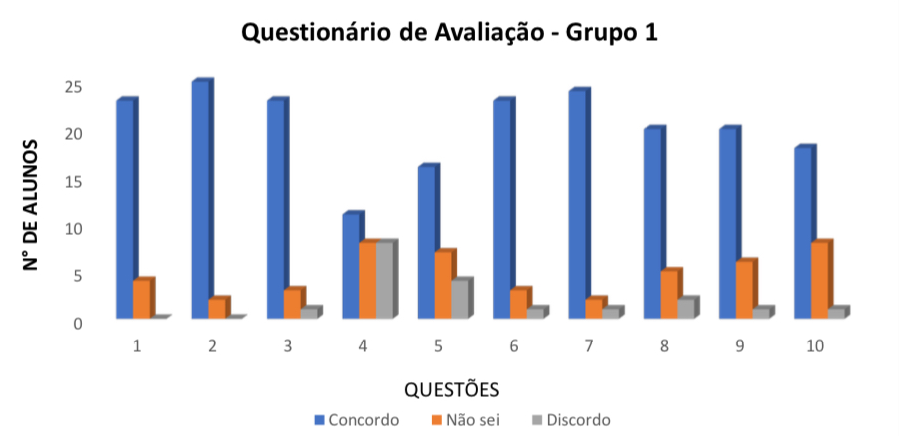 Questionário de Avaliação - Grupo 1
N° DE ALUNOS
25
20
15
10
5
0
1 2 3 4 5 6 7 8 9 10
QUESTÕES
Concordo Não sei Discordo